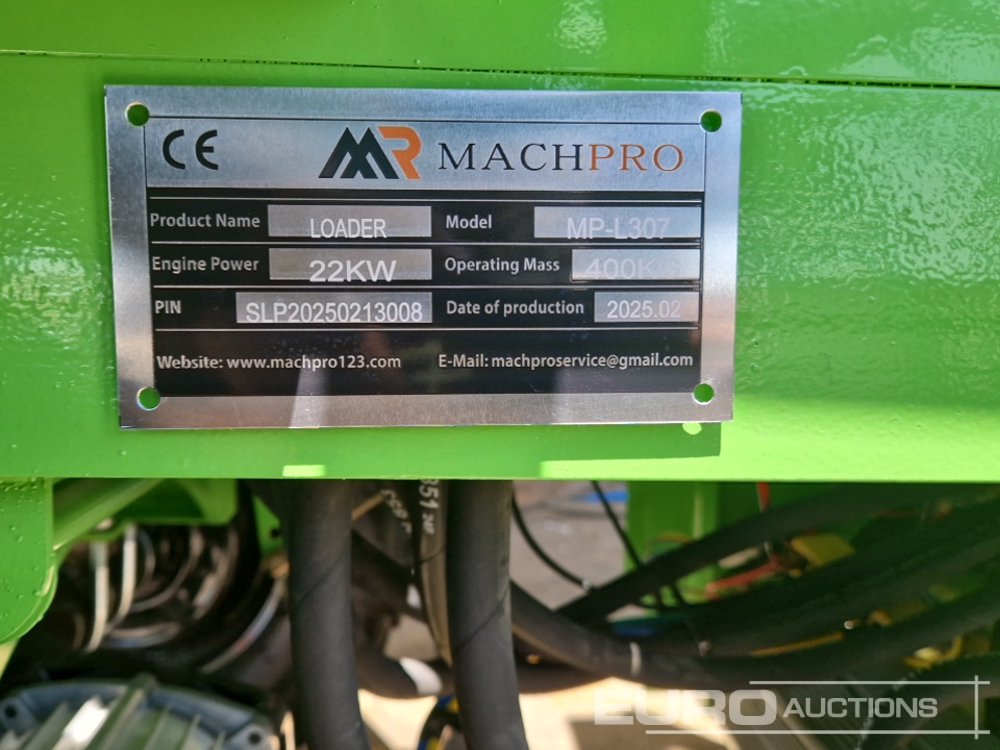 CE MR MACHPRO
Product Name LOADER Model MP-L307
Engine Power 22KW Operating Mass 400KG
PIN SLP20250213008 Date of production 2025.02
Website: www.machpro123.com E-Mail: machproservice@gmail.com
EURO AUCTIONS